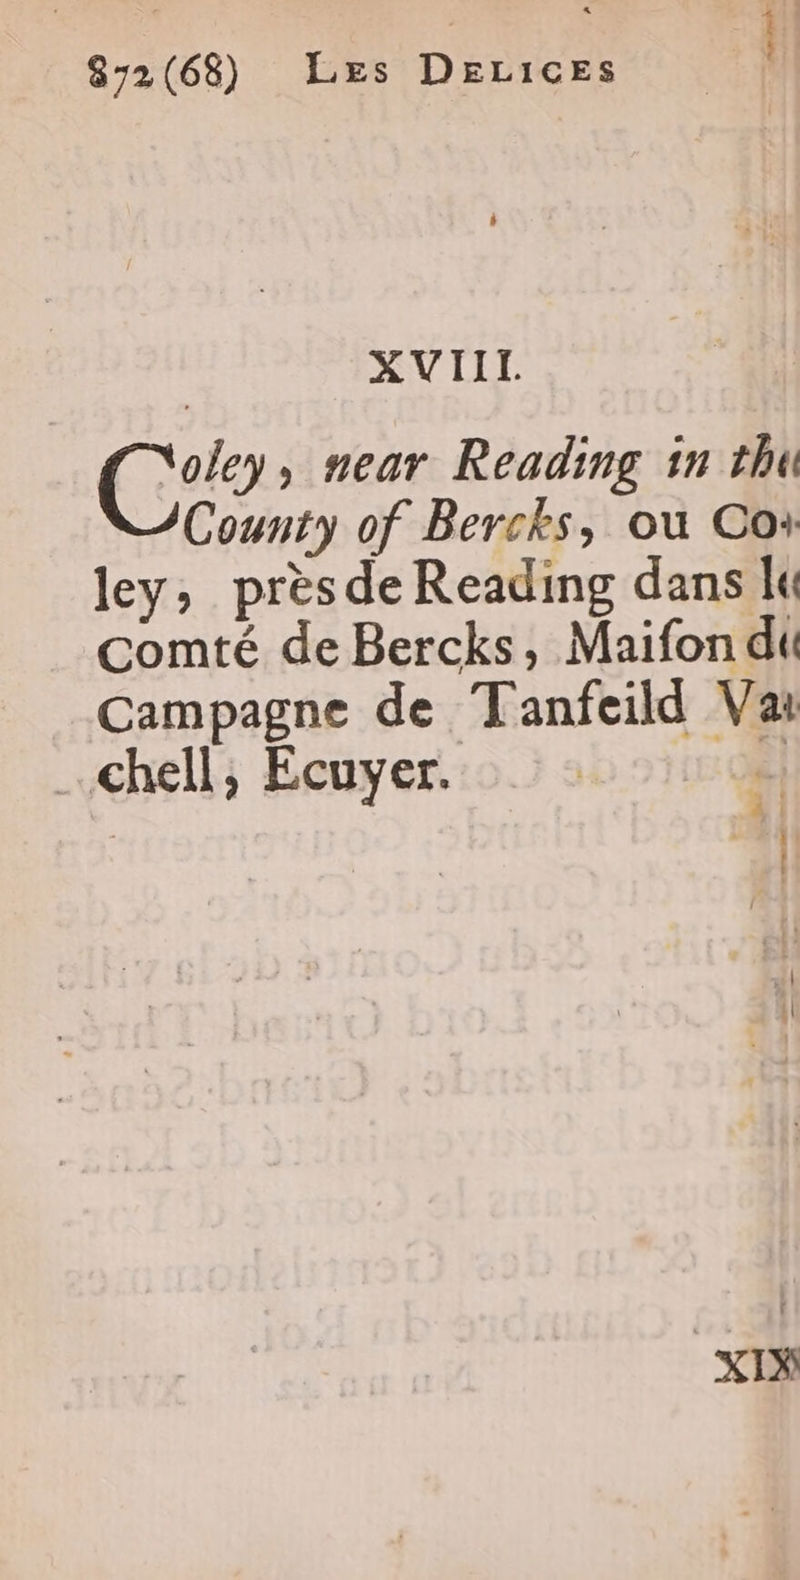 872(68) LES DELICES
XVIII.
Coley, near Reading in the
County of Bercks, ou Co-
ley, près de Reading dans le
Comté de Bercks, Maiſon de
Campagne de Tanfeild Va-
chell, Ecuyer.
XIX